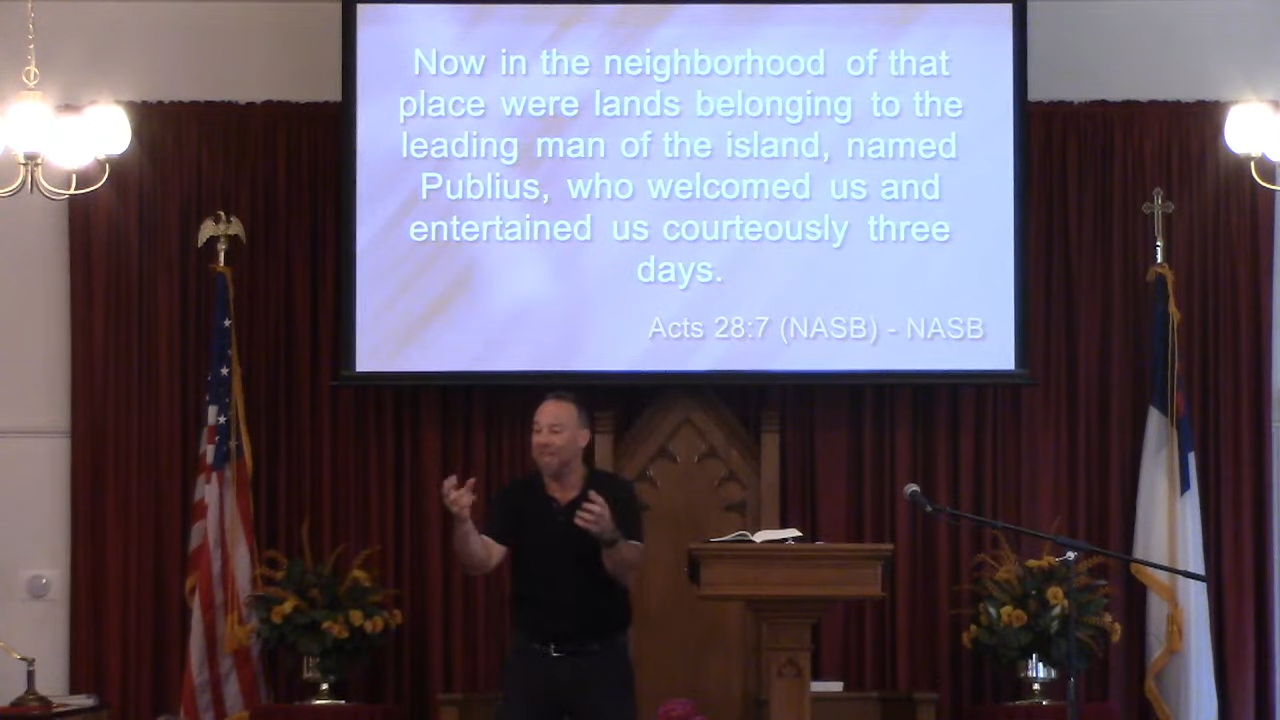 Now in the neighborhood of that
place were lands belonging to the
leading man of the island, named
Publius, who welcomed us and
entertained us courteously three
days.
Acts 28:7 (NASB) - NASB